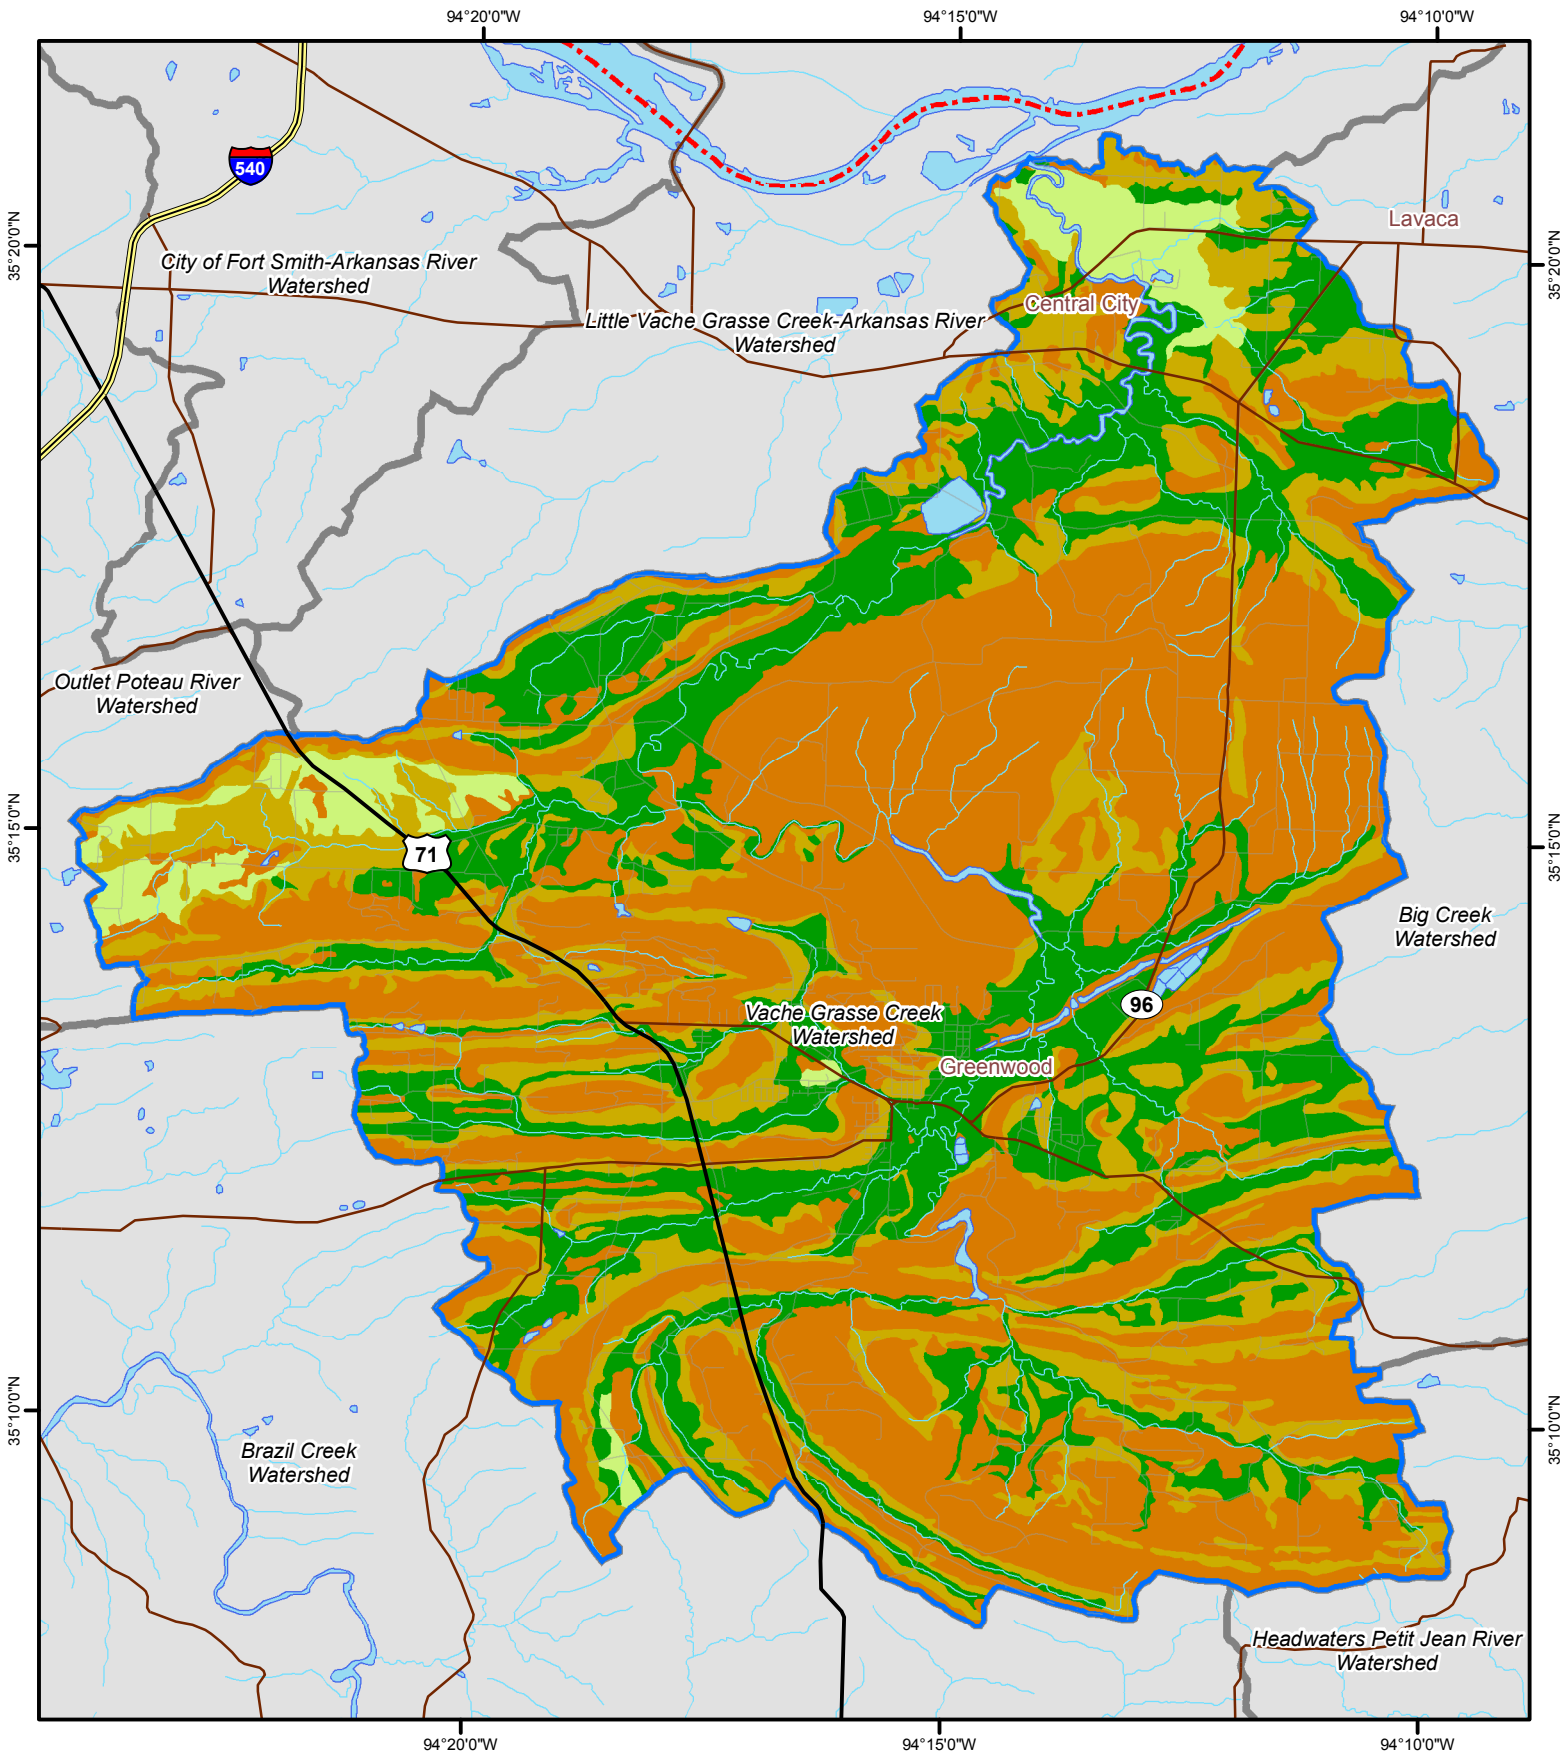 94°20'0"W
94°15'0"W
94°10'0"W
540
Lavaca
35°20'0"N
35°20'0"N
City of Fort Smith-Arkansas River
Watershed
Central City
Little Vache Grasse Creek-Arkansas River
Watershed
Outlet Poteau River
Watershed
35°15'0"N
35°15'0"N
71
Big Creek
Watershed
96
Vache Grasse Creek
Watershed
Greenwood
35°10'0"N
35°10'0"N
Brazil Creek
Watershed
Headwaters Petit Jean River
Watershed
94°20'0"W
94°15'0"W
94°10'0"W